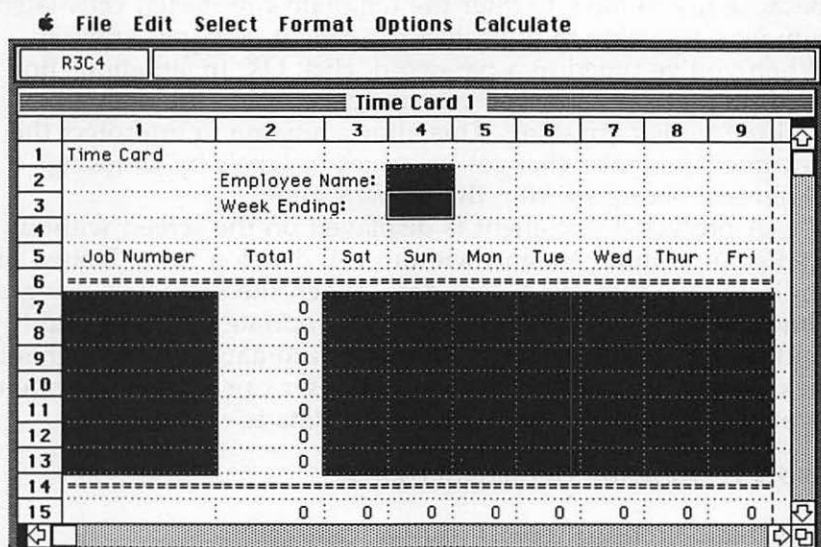 File Edit Select Format Options Calculate
R3C4
Time Card 1
1 2 3 4 5 6 7 8 9
1 Time Card
2 Employee Name:
3 Week Ending:
4
5 Job Number Total Sat Sun Mon Tue Wed Thur Fri
6 ================================================
7 0
8 0
9 0
10 0
11 0
12 0
13 0
14 ================================================
15 0 0 0 0 0 0 0 0